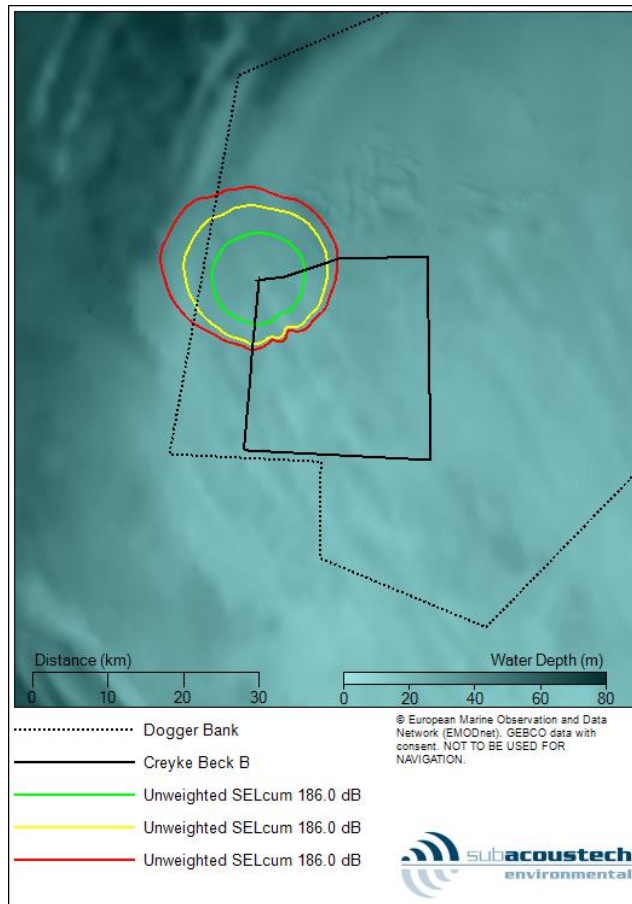 Distance (km)
0 10 20 30
Water Depth (m)
0 20 40 60 80
Dogger Bank
Creyke Beck B
Unweighted SELcum 186.0 dB
Unweighted SELcum 186.0 dB
Unweighted SELcum 186.0 dB
© European Marine Observation and Data
Network (EMODnet). GEBCO data with
consent. NOT TO BE USED FOR
NAVIGATION.
subacoustech
environmental